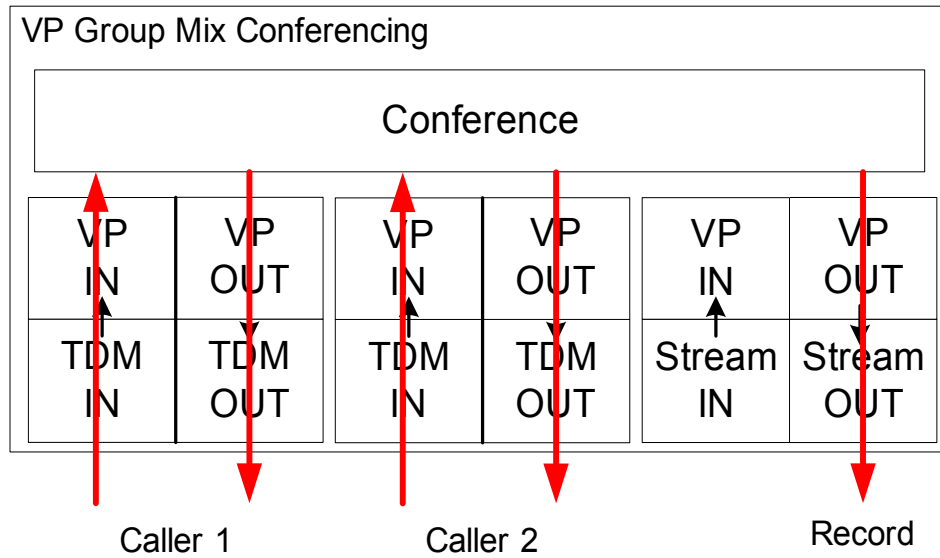 VP Group Mix Conferencing
Conference
VP VP VP VP VP VP
IN OUT IN OUT IN OUT
TDM TDM TDM TDM Stream Stream
IN OUT IN OUT IN OUT
Caller 1 Caller 2 Record